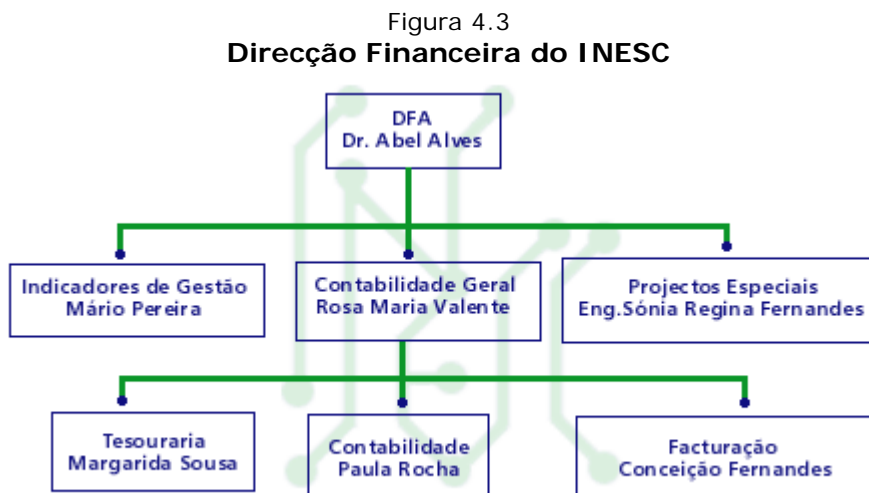 Figura 4.3
Direcção Financeira do INESC
DFA
Dr. Abel Alves
Indicadores de Gestão
Mário Pereira
Contabilidade Geral
Rosa Maria Valente
Projectos Especiais
Eng.Sónia Regina Fernandes
Tesouraria
Margarida Sousa
Contabilidade
Paula Rocha
Facturação
Conceição Fernandes